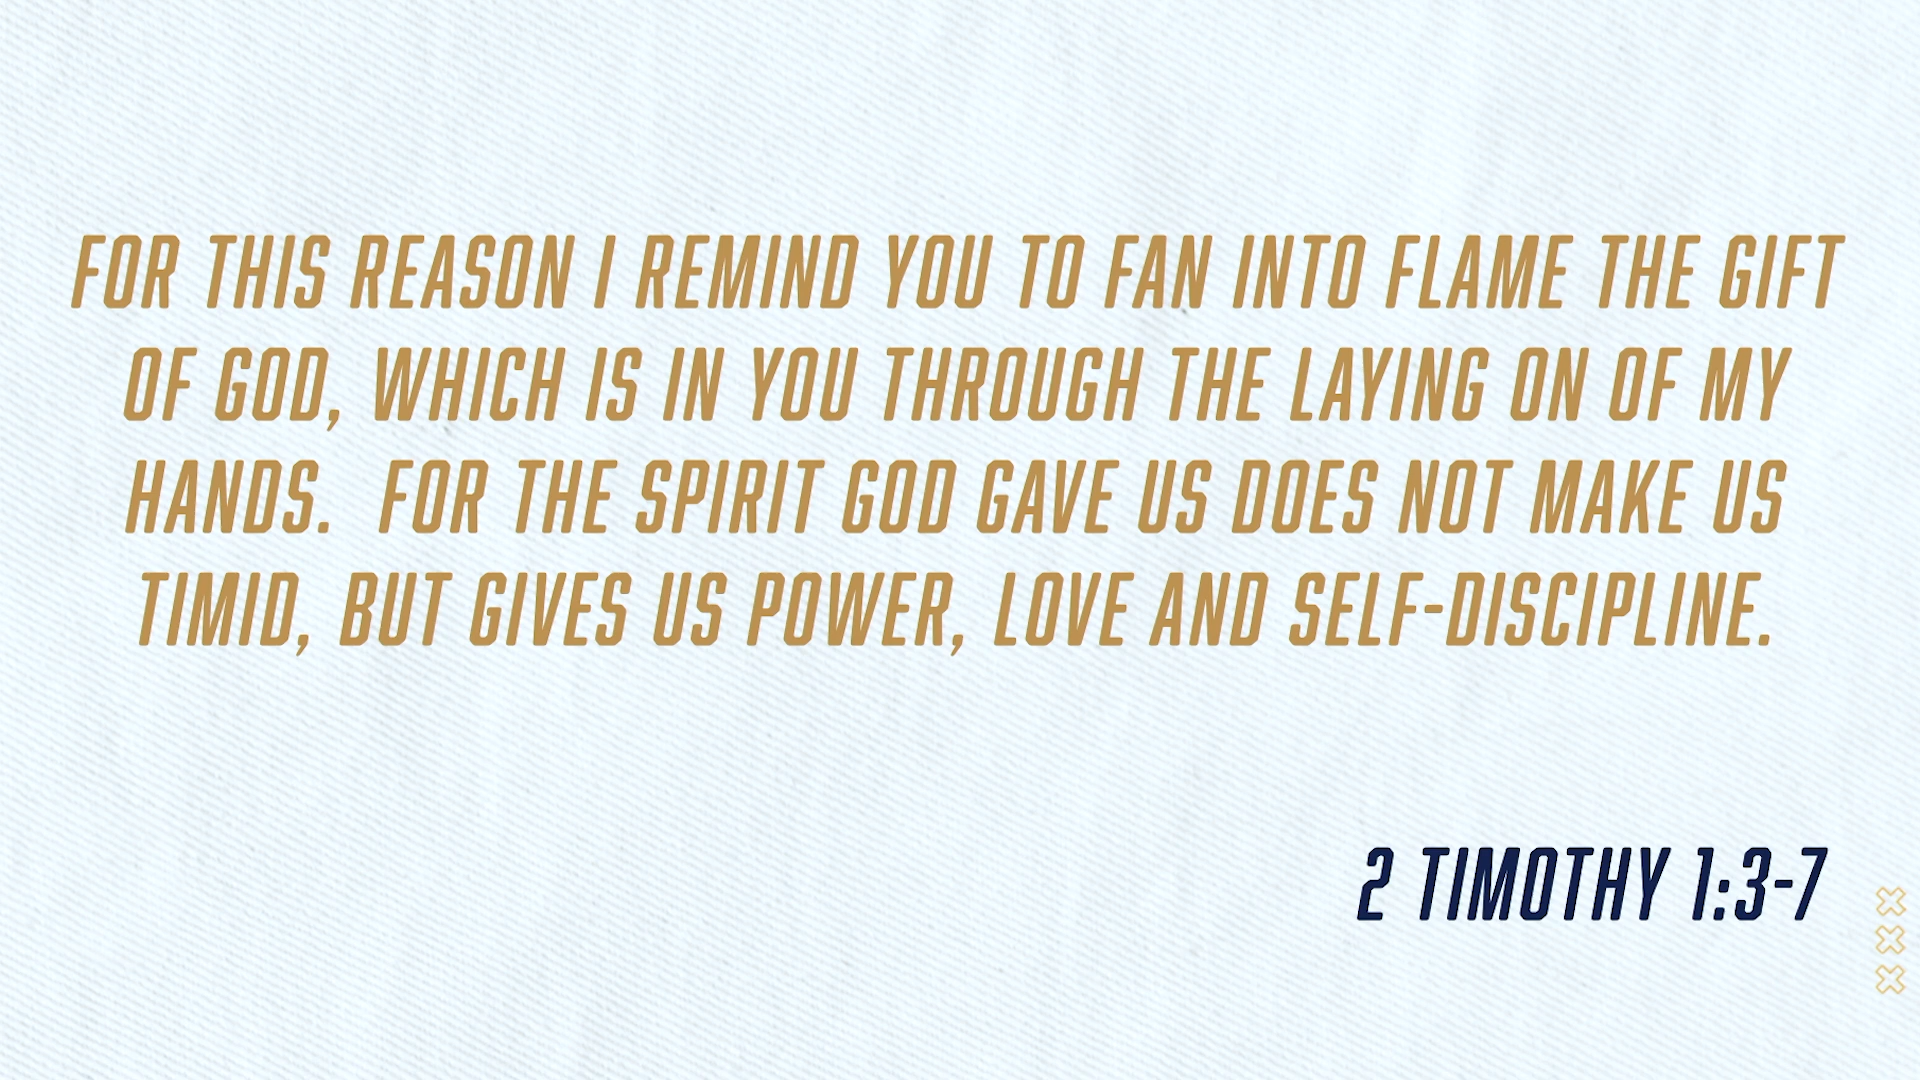 FOR THIS REASON I REMIND YOU TO FAN INTO FLAME THE GIFT
OF GOD, WHICH IS IN YOU THROUGH THE LAYING ON OF MY
HANDS.  FOR THE SPIRIT GOD GAVE US DOES NOT MAKE US
TIMID, BUT GIVES US POWER, LOVE AND SELF-DISCIPLINE.
2 TIMOTHY 1:3-7